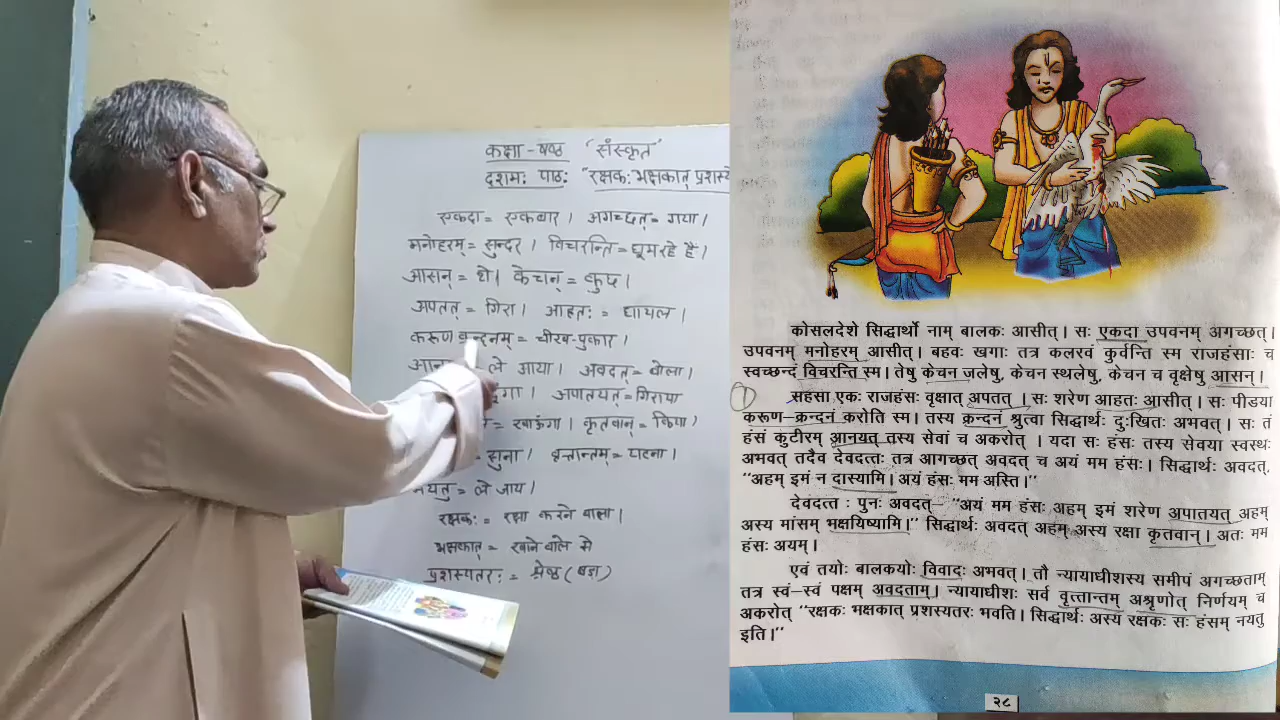 कक्षा-षष्ठ "संस्कृत"
दशमः पाठः "रक्षकः भक्षकात् प्रशस्य
एकदा = एकबार। अगच्छत् = गया।
मनोहरम् = सुन्दर। विचरन्ति = घूम रहे है।
आसन् = थे। केचन् = कुछ।
अपतत् = गिरा। आहतः = घायल।
करूण क्रन्दनम् = चीख-पुकार।
ले आया। अवदत् = बोला।
अपातयत् = गिराया
= खाऊंगा। कृतवान् = किया)
= सुना। वृत्तान्तम् = घटना।
नयतु = ले जाय।
रक्षकः = रक्षा करने वाला।
भक्षकात् = खाने वाले से
प्रशस्यतरः = श्रेष्ठ (बड़ा)
कोसलदेशे सिद्धार्थो नाम बालकः आसीत्। सः एकदा उपवनम् अगच्छत्।
उपवनम् मनोहरम् आसीत्। बहवः खगाः तत्र कलरवं कुर्वन्ति स्म राजहंसाः च
स्वच्छन्दं विचरन्ति स्म। तेषु केचन जलेषु, केचन स्थलेषु, केचन च वृक्षेषु आसन्।
१ सहसा एकः राजहंसः वृक्षात् अपतत्। सः शरेण आहतः आसीत्। सः पीडया
करूण-क्रन्दनं करोति स्म। तस्य क्रन्दनं श्रुत्वा सिद्धार्थः दुःखितः अभवत्। सः तं
हंसं कुटीरम् आनयत् तस्य सेवां च अकरोत्। यदा सः हंसः तस्य सेवया स्वस्थः
अभवत् तदैव देवदत्तः तत्र आगच्छत् अवदत् च अयं मम हंसः। सिद्धार्थः अवदत्,
"अहम् इमं न दास्यामि। अयं हंसः मम अस्ति।"
देवदत्त : पुनः अवदत्- "अयं मम हंसः अहम् इमं शरेण अपातयत् अहम्
अस्य मांसम् भक्षयिष्यामि।" सिद्धार्थः अवदत् अहम् अस्य रक्षा कृतवान्। अतः मम
हंसः अयम्।
एवं तयोः बालकयोः विवादः अभवत्। तौ न्यायाधीशस्य समीपं अगच्छताम्
तत्र स्वं-स्वं पक्षम् अवदताम्। न्यायाधीशः सर्व वृत्तान्तम् अश्रृणोत् निर्णयम् च
अकरोत् "रक्षकः भक्षकात प्रशस्यतरः भवति। सिद्धार्थः अस्य रक्षकः सः हंसम् नयतु
इति।"
२८